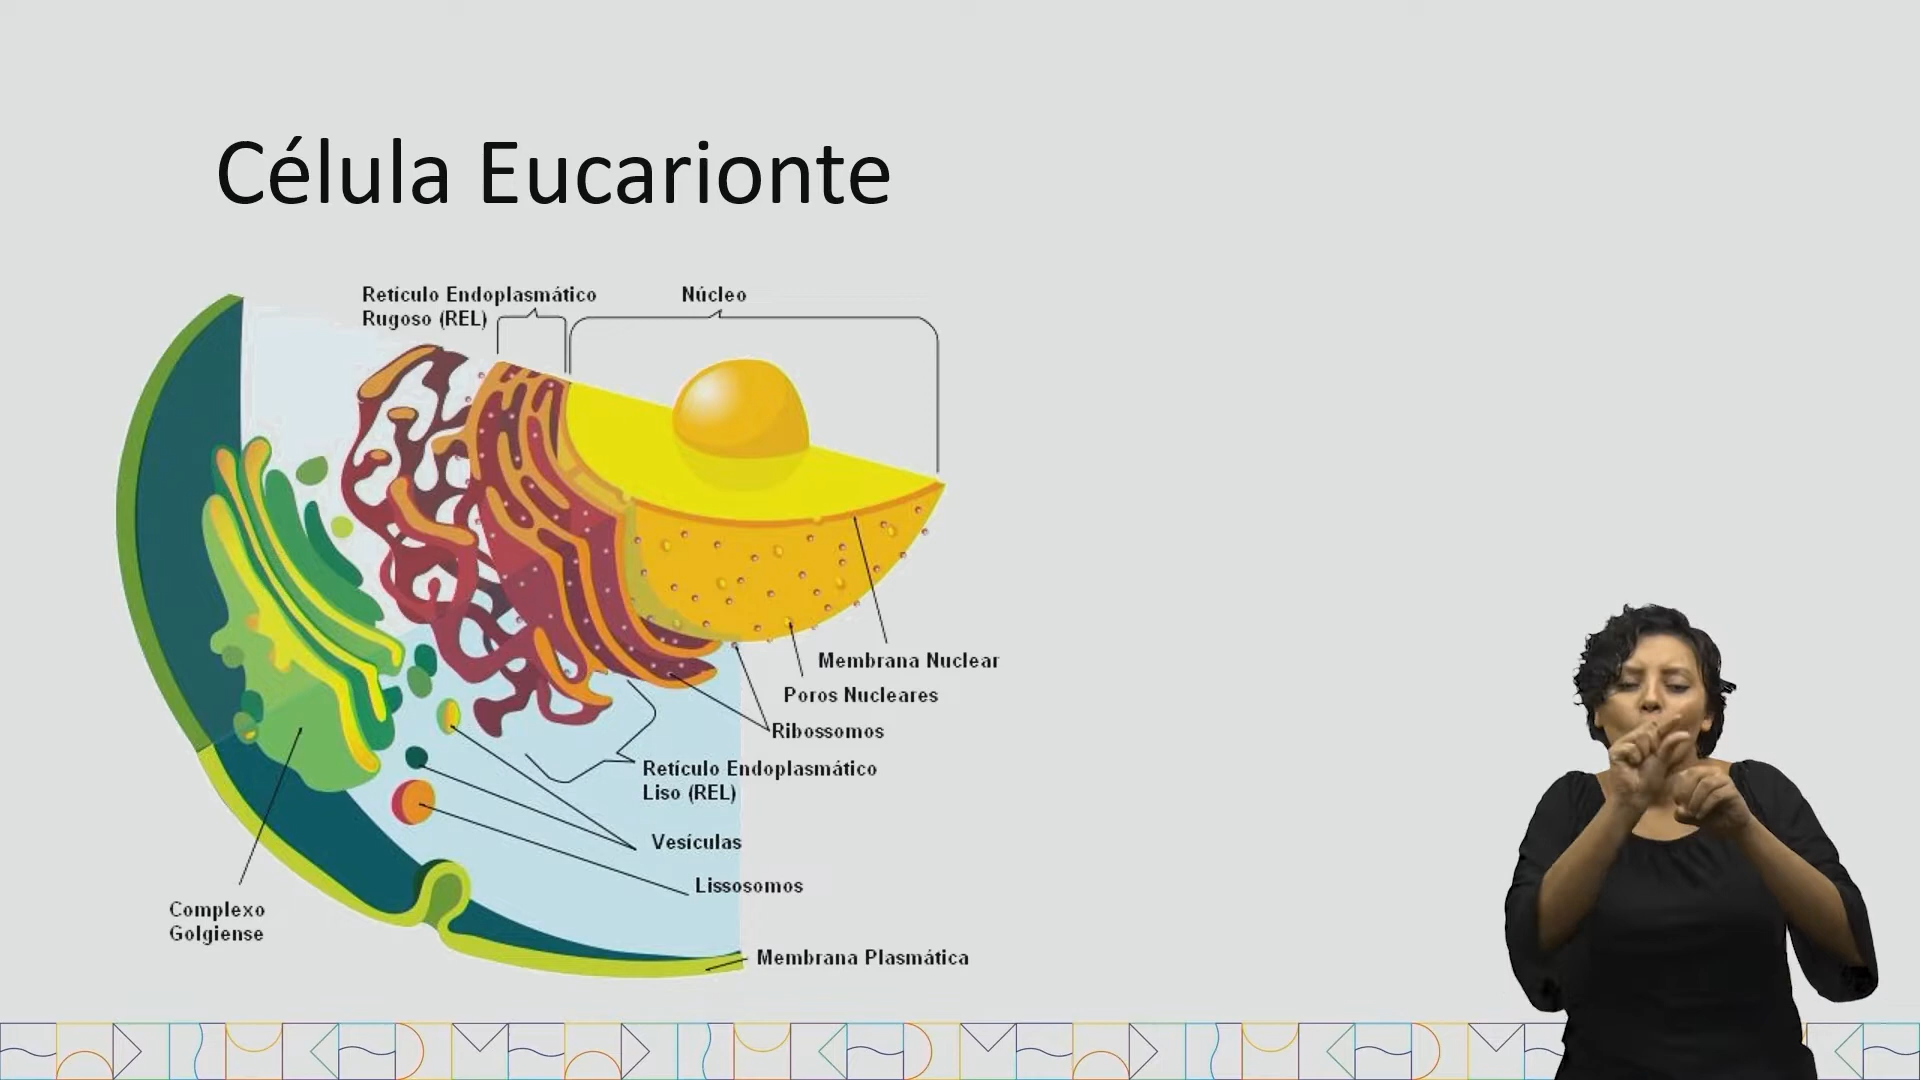 Célula Eucarionte
Retículo Endoplasmático
Rugoso (REL)
Núcleo
Membrana Nuclear
Poros Nucleares
Ribossomos
Retículo Endoplasmático
Liso (REL)
Vesículas
Lissosomos
Complexo
Golgiense
Membrana Plasmática